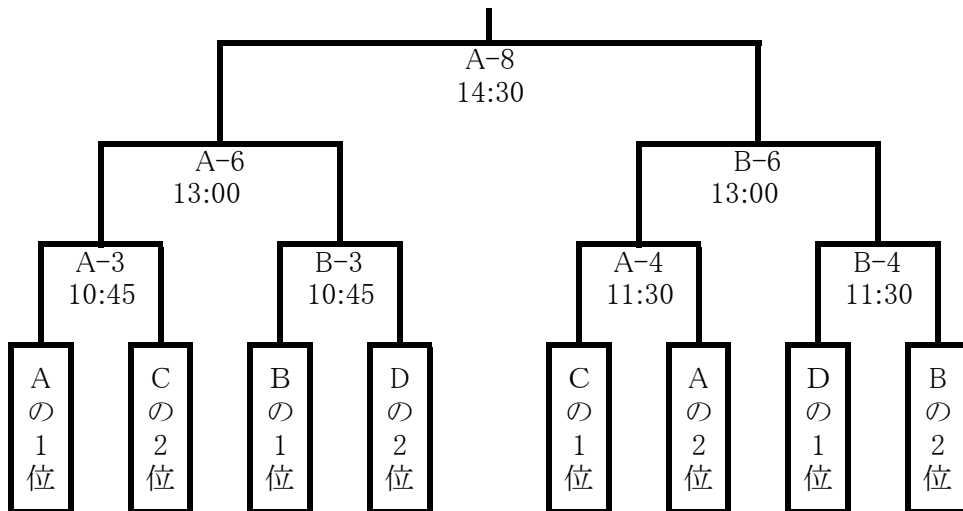 A-8
14:30
A-6
13:00
B-6
13:00
A-3
10:45
B-3
10:45
A-4
11:30
B-4
11:30
Aの1位
Cの2位
Bの1位
Dの2位
Cの1位
Aの2位
Dの1位
Bの2位